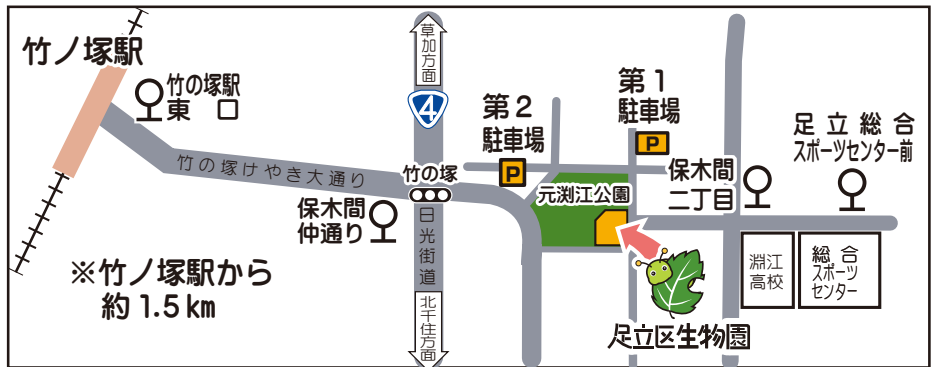 竹ノ塚駅
竹の塚駅
東口
竹の塚けやき大通り
保木間
仲通り
※竹ノ塚駅から
約1.5km
草加方面
4
竹の塚
日光街道
北千住方面
第2
駐車場
P
第1
駐車場
P
元渕江公園
保木間
二丁目
足立総合
スポーツセンター前
淵江
高校
総合
スポーツ
センター
足立区生物園